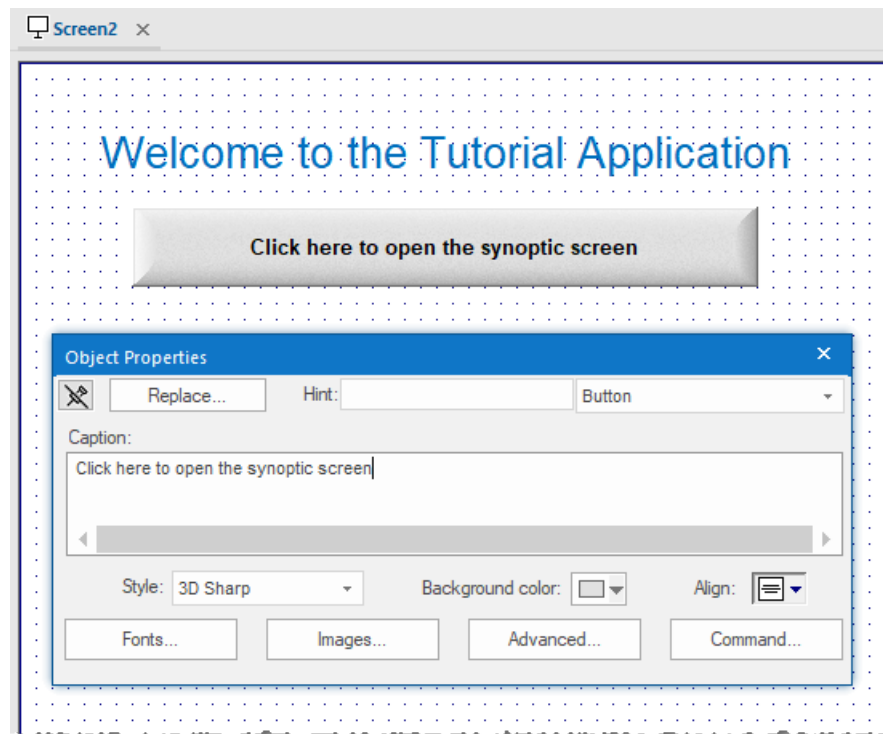 Screen2
Welcome to the Tutorial Application
Click here to open the synoptic screen
Object Properties
Replace... Hint: Button
Caption:
Click here to open the synoptic screen
Style: 3D Sharp Background color: Align:
Fonts... Images... Advanced... Command...